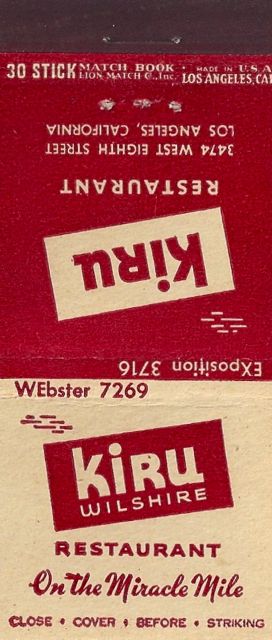 30 STICK MATCH BOOK • MADE IN U.S.A
LION MATCH C., Inc. LOS ANGELES, CAL
RESTAURANT
3474 WEST EIGHTH STREET
LOS ANGELES, CALIFORNIA
KiRu
EXposition 3716
WEbster 7269
KiRU
WILSHIRE
RESTAURANT
On the Miracle Mile
CLOSE • COVER • BEFORE • STRIKING